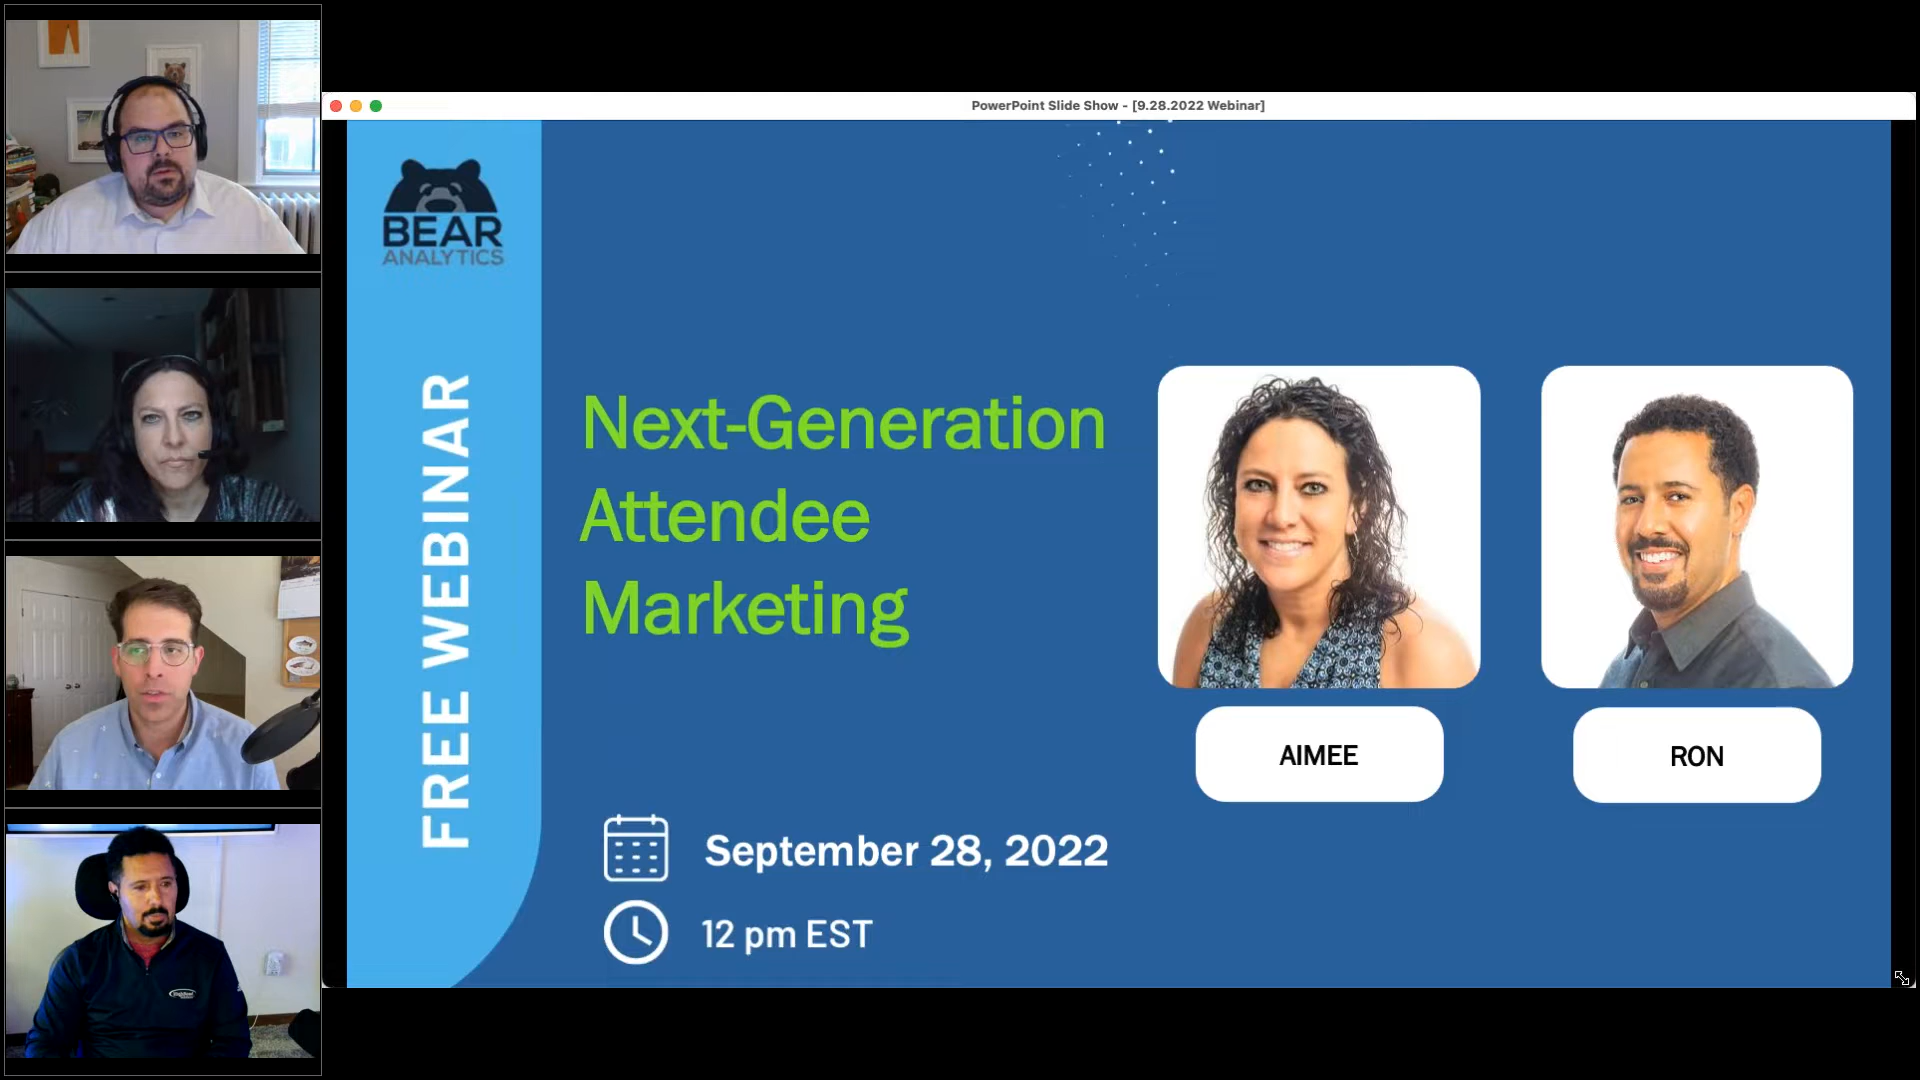 PowerPoint Slide Show - [9.28.2022 Webinar]
BEAR
ANALYTICS
FREE WEBINAR
Next-Generation
Attendee
Marketing
AIMEE
RON
September 28, 2022
12 pm EST